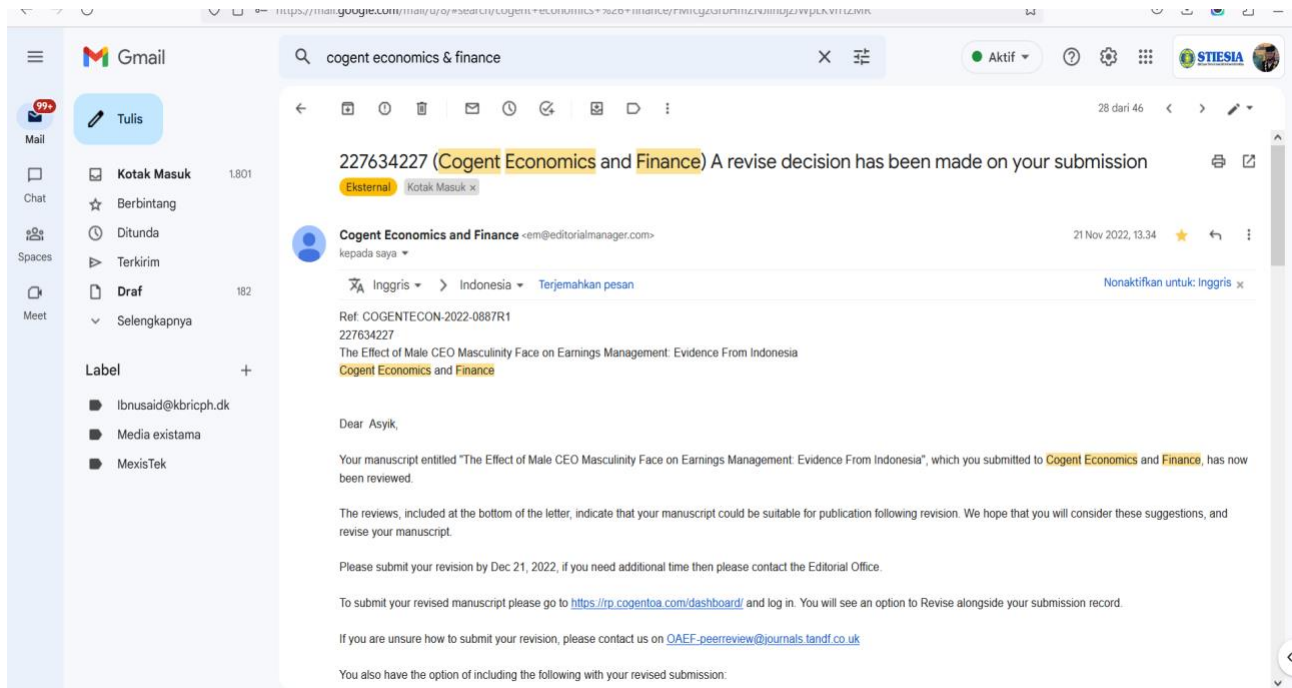 Gmail
cogent economics & finance
Aktif
STIESIA
99+
Mail
Chat
Spaces
Meet
Tulis
Kotak Masuk 1.801
Berbintang
Ditunda
Terkirim
Draf 182
Selengkapnya
Label +
Ibnusaid@kbricph.dk
Media existama
MexisTek
28 dari 46
227634227 (Cogent Economics and Finance) A revise decision has been made on your submission
Eksternal Kotak Masuk ×
Cogent Economics and Finance <em@editorialmanager.com> 21 Nov 2022, 13.34
kepada saya
Inggris > Indonesia Terjemahkan pesan Nonaktifkan untuk: Inggris x
Ref: COGENTECON-2022-0887R1
227634227
The Effect of Male CEO Masculinity Face on Earnings Management: Evidence From Indonesia
Cogent Economics and Finance
Dear Asyik,
Your manuscript entitled "The Effect of Male CEO Masculinity Face on Earnings Management: Evidence From Indonesia", which you submitted to Cogent Economics and Finance, has now
been reviewed.
The reviews, included at the bottom of the letter, indicate that your manuscript could be suitable for publication following revision. We hope that you will consider these suggestions, and
revise your manuscript.
Please submit your revision by Dec 21, 2022, if you need additional time then please contact the Editorial Office.
To submit your revised manuscript please go to https://rp.cogentoa.com/dashboard/ and log in. You will see an option to Revise alongside your submission record.
If you are unsure how to submit your revision, please contact us on OAEF-peerreview@journals.tandf.co.uk
You also have the option of including the following with your revised submission: